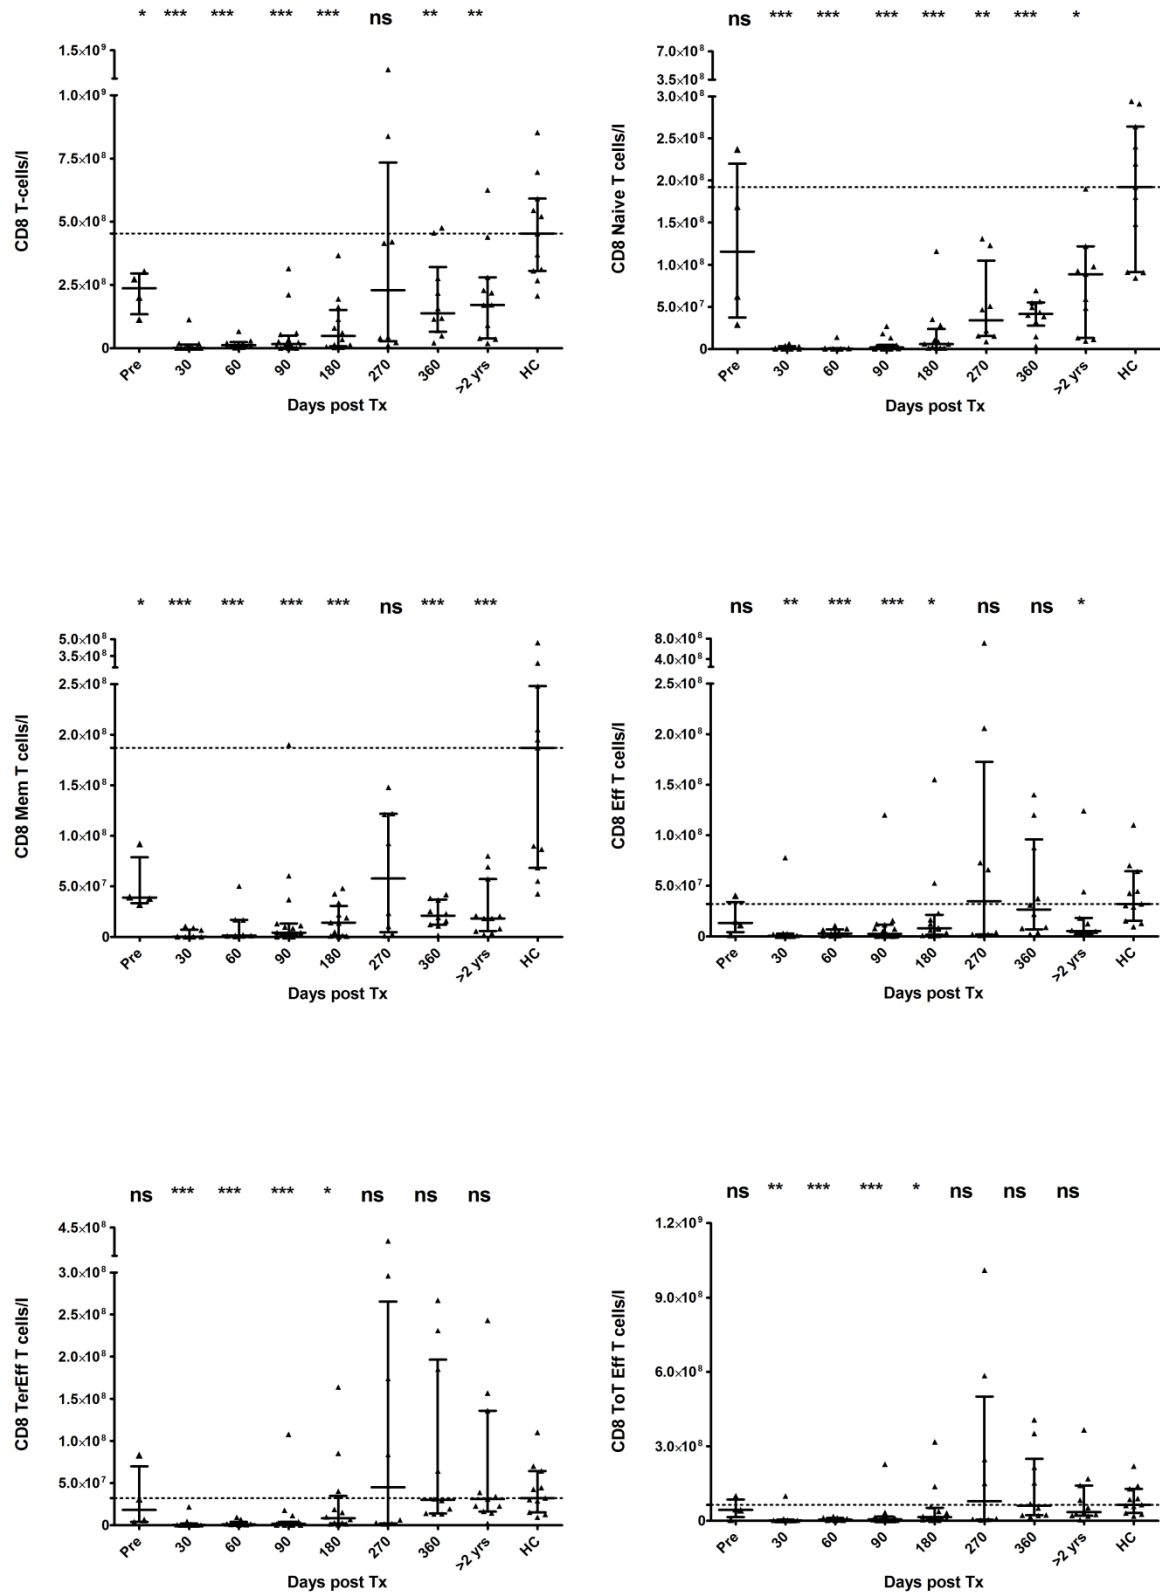 * *** *** *** *** ns ** **
1.5×10⁹
1.0×10⁹
7.5×10⁸
5.0×10⁸
2.5×10⁸
0
CD8 T-cells/l
Pre 30 60 90 180 270 360 >2 yrs HC
Days post Tx
ns *** *** *** *** ** *** *
7.0×10⁸
3.5×10⁸
3.0×10⁸
2.5×10⁸
2.0×10⁸
1.5×10⁸
1.0×10⁸
5.0×10⁷
0
CD8 Naive T cells/l
Pre 30 60 90 180 270 360 >2 yrs HC
Days post Tx
* *** *** *** *** ns *** ***
5.0×10⁸
3.5×10⁸
2.5×10⁸
2.0×10⁸
1.5×10⁸
1.0×10⁸
5.0×10⁷
0
CD8 Mem T cells/l
Pre 30 60 90 180 270 360 >2 yrs HC
Days post Tx
ns ** *** *** * ns ns *
8.0×10⁸
4.0×10⁸
2.5×10⁸
2.0×10⁸
1.5×10⁸
1.0×10⁸
5.0×10⁷
0
CD8 Eff T cells/l
Pre 30 60 90 180 270 360 >2 yrs HC
Days post Tx
ns *** *** *** * ns ns ns
4.5×10⁸
3.0×10⁸
2.5×10⁸
2.0×10⁸
1.5×10⁸
1.0×10⁸
5.0×10⁷
0
CD8 TerEff T cells/l
Pre 30 60 90 180 270 360 >2 yrs HC
Days post Tx
ns ** *** *** * ns ns ns
1.2×10⁹
9.0×10⁸
6.0×10⁸
3.0×10⁸
0
CD8 ToT Eff T cells/l
Pre 30 60 90 180 270 360 >2 yrs HC
Days post Tx